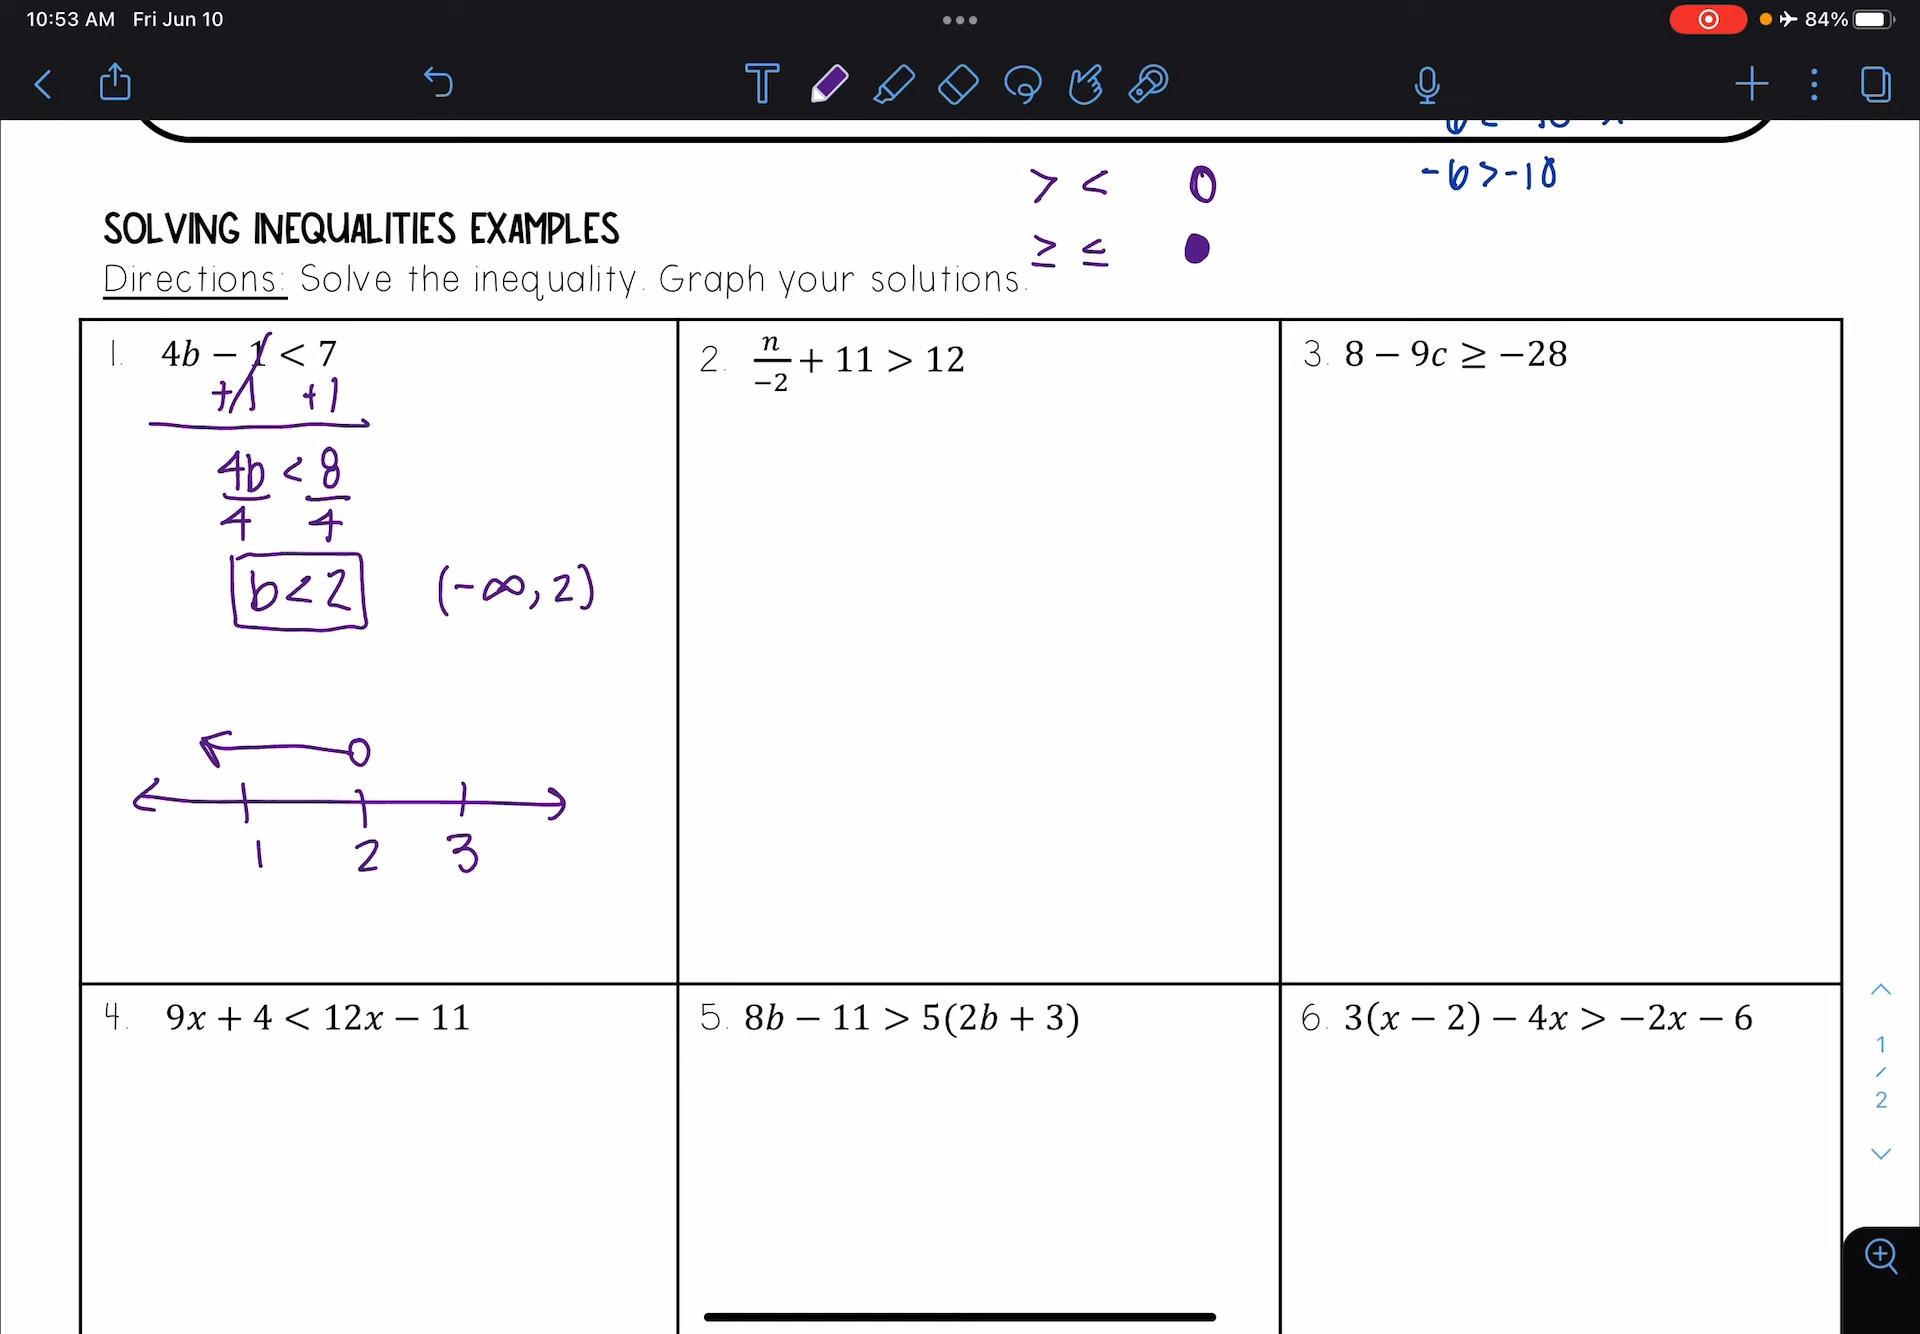 10:53 AM Fri Jun 10
84%
-6 > -10
> < O
≥ ≤ ●
SOLVING INEQUALITIES EXAMPLES
Directions: Solve the inequality. Graph your solutions.
1. 4b − 1 < 7
+1 +1
4b < 8
4 4
b < 2 (-∞, 2)
1 2 3
2. n/−2 + 11 > 12
3. 8 − 9c ≥ −28
4. 9x + 4 < 12x − 11
5. 8b − 11 > 5(2b + 3)
6. 3(x − 2) − 4x > −2x − 6
1
/
2